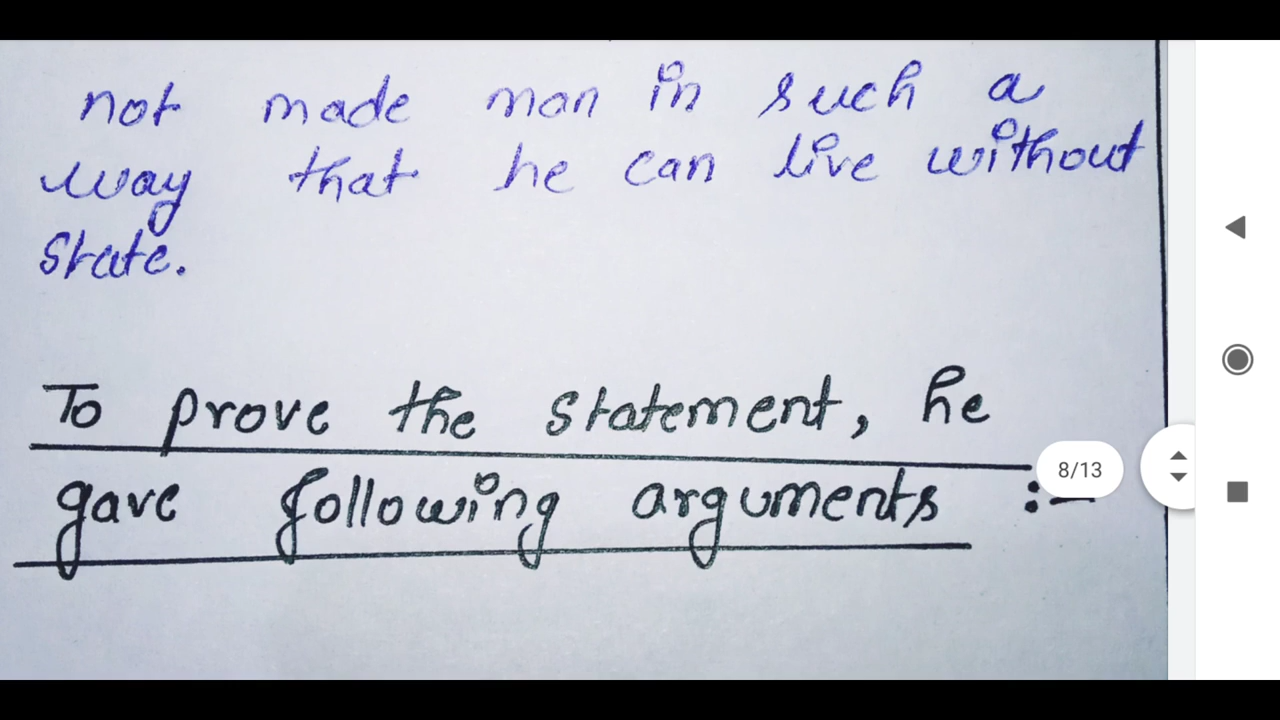 not made man in such a
way that he can live without
state.
To prove the statement, he
gave following arguments :-
8/13